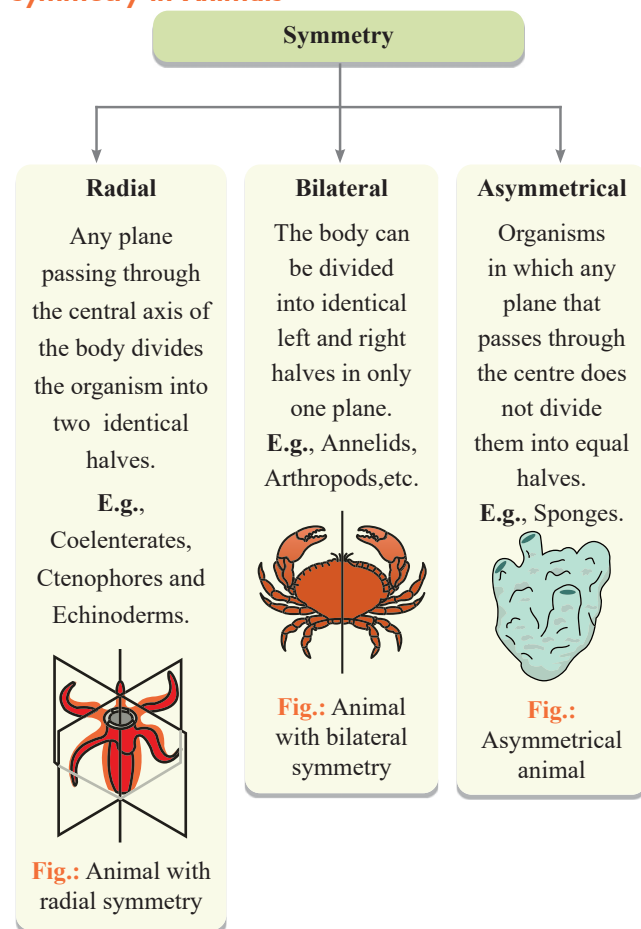 Symmetry in Animals
Symmetry
Radial
Any plane
passing through
the central axis of
the body divides
the organism into
two identical
halves.
E.g.,
Coelenterates,
Ctenophores and
Echinoderms.
Fig.: Animal with
radial symmetry
Bilateral
The body can
be divided
into identical
left and right
halves in only
one plane.
E.g., Annelids,
Arthropods,etc.
Fig.: Animal
with bilateral
symmetry
Asymmetrical
Organisms
in which any
plane that
passes through
the centre does
not divide
them into equal
halves.
E.g., Sponges.
Fig.:
Asymmetrical
animal